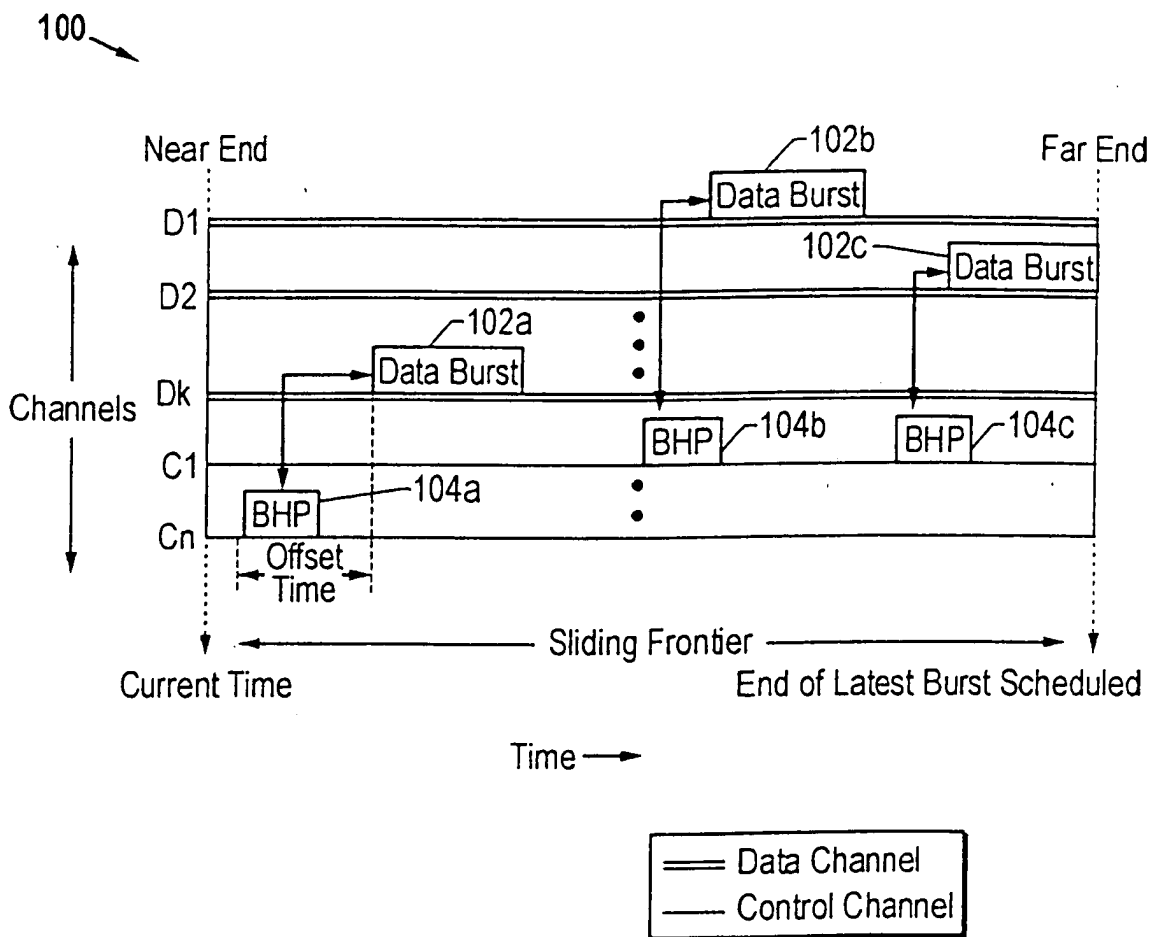 100
Near End
102b
Far End
Data Burst
D1
102c
Data Burst
D2
102a
Data Burst
Dk
Channels
BHP
104b
BHP
104c
C1
104a
BHP
Cn
Offset
Time
Sliding Frontier
Current Time
End of Latest Burst Scheduled
Time
Data Channel
Control Channel